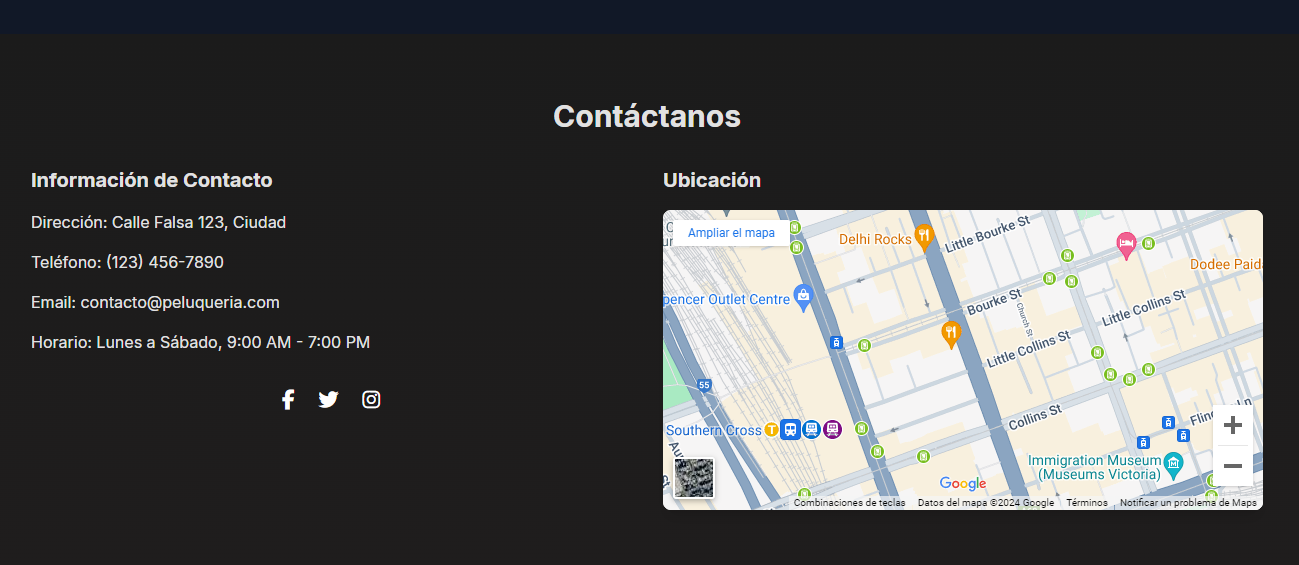 Contáctanos
Información de Contacto
Dirección: Calle Falsa 123, Ciudad
Teléfono: (123) 456-7890
Email: contacto@peluqueria.com
Horario: Lunes a Sábado, 9:00 AM - 7:00 PM
Ubicación
Ampliar el mapa
Delhi Rocks
Little Bourke St
Dodee Paid
pencer Outlet Centre
Bourke St
Church St
Little Collins St
Little Collins St
55
Collins St
Southern Cross
Immigration Museum
(Museums Victoria)
Google
Combinaciones de teclas
Datos del mapa ©2024 Google
Términos
Notificar un problema de Maps